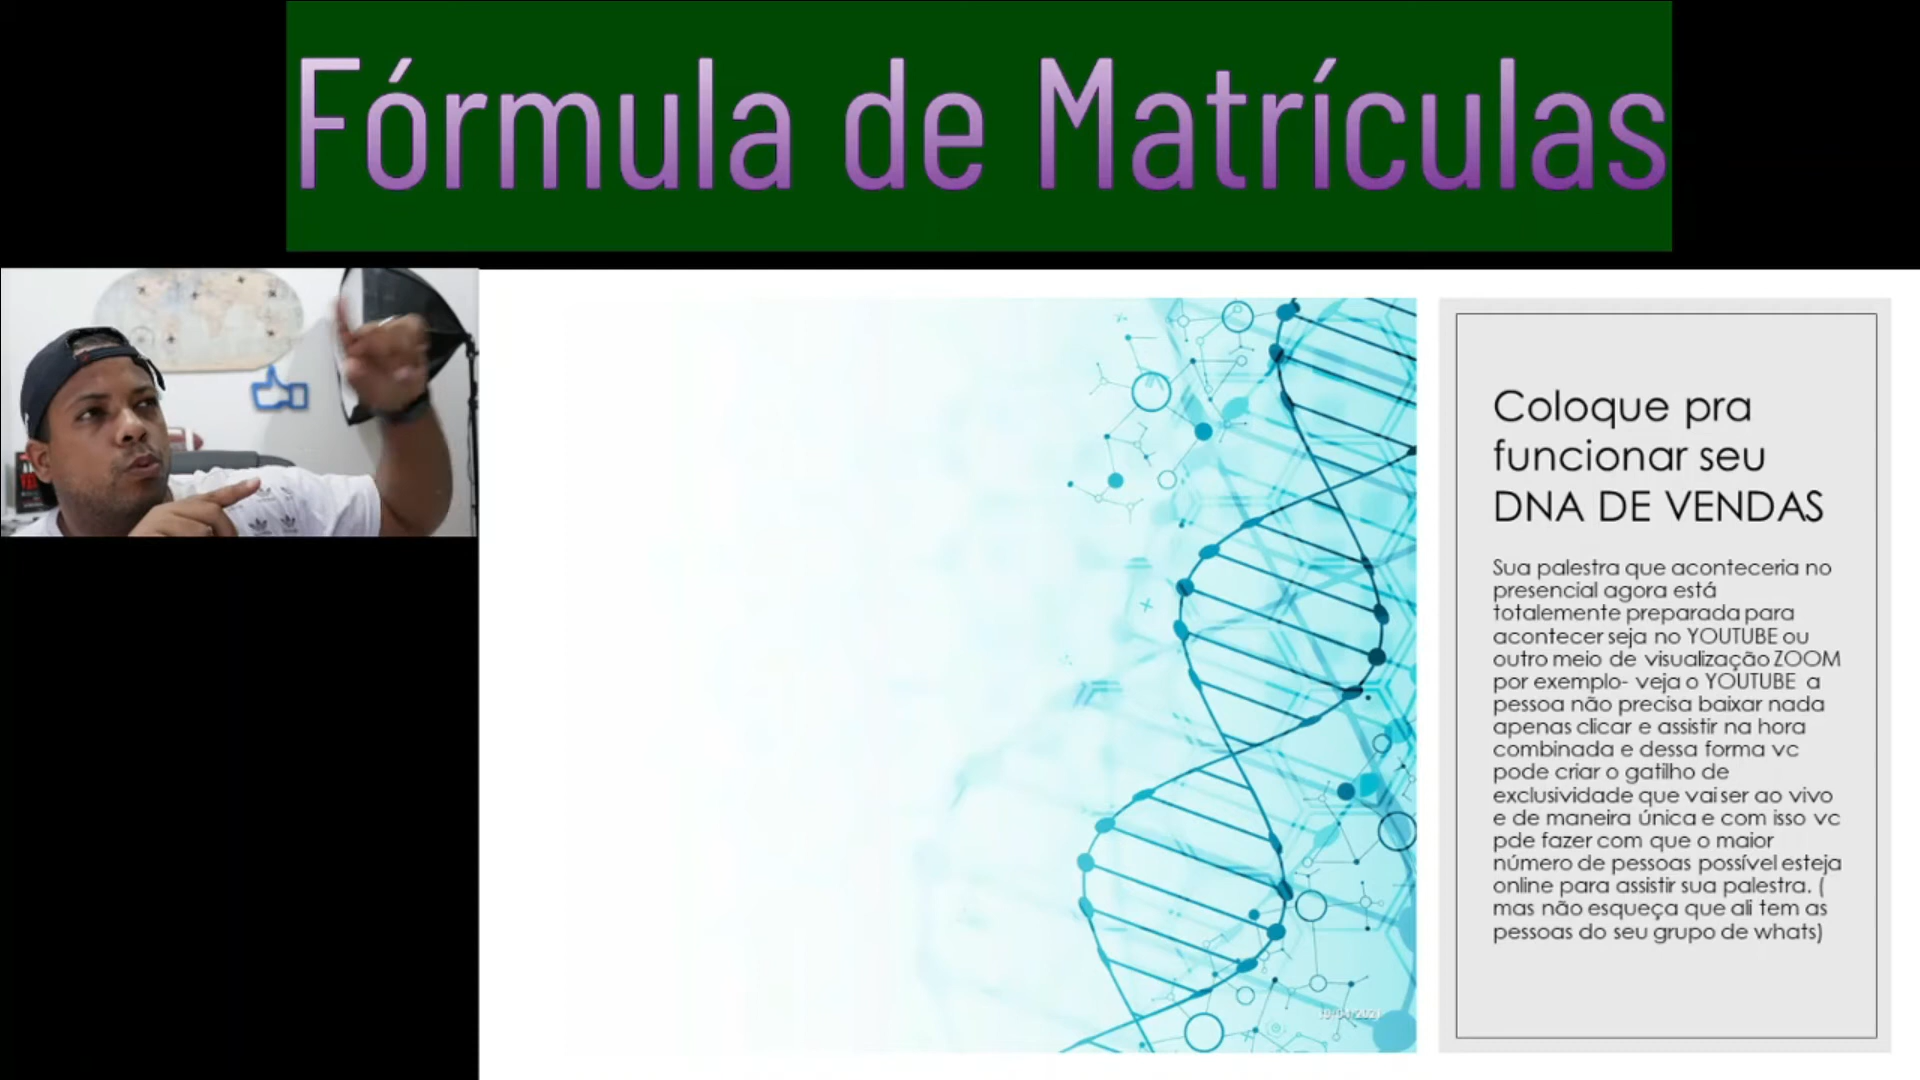 Fórmula de Matrículas
Coloque pra
funcionar seu
DNA DE VENDAS
Sua palestra que aconteceria no
presencial agora está
totalemente preparada para
acontecer seja no YOUTUBE ou
outro meio de visualização ZOOM
por exemplo- veja o YOUTUBE a
pessoa não precisa baixar nada
apenas clicar e assistir na hora
combinada e dessa forma vc
pode criar o gatilho de
exclusividade que vai ser ao vivo
e de maneira única e com isso vc
pde fazer com que o maior
número de pessoas possível esteja
online para assistir sua palestra. (
mas não esqueça que ali tem as
pessoas do seu grupo de whats)